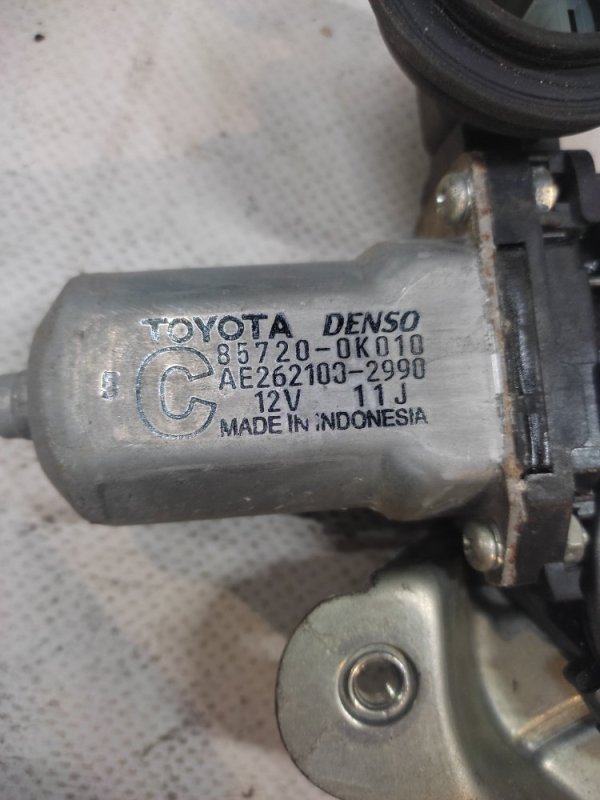 TOYOTA DENSO
C 85720-0K010
AE262103-2990
12V 11J
MADE IN INDONESIA